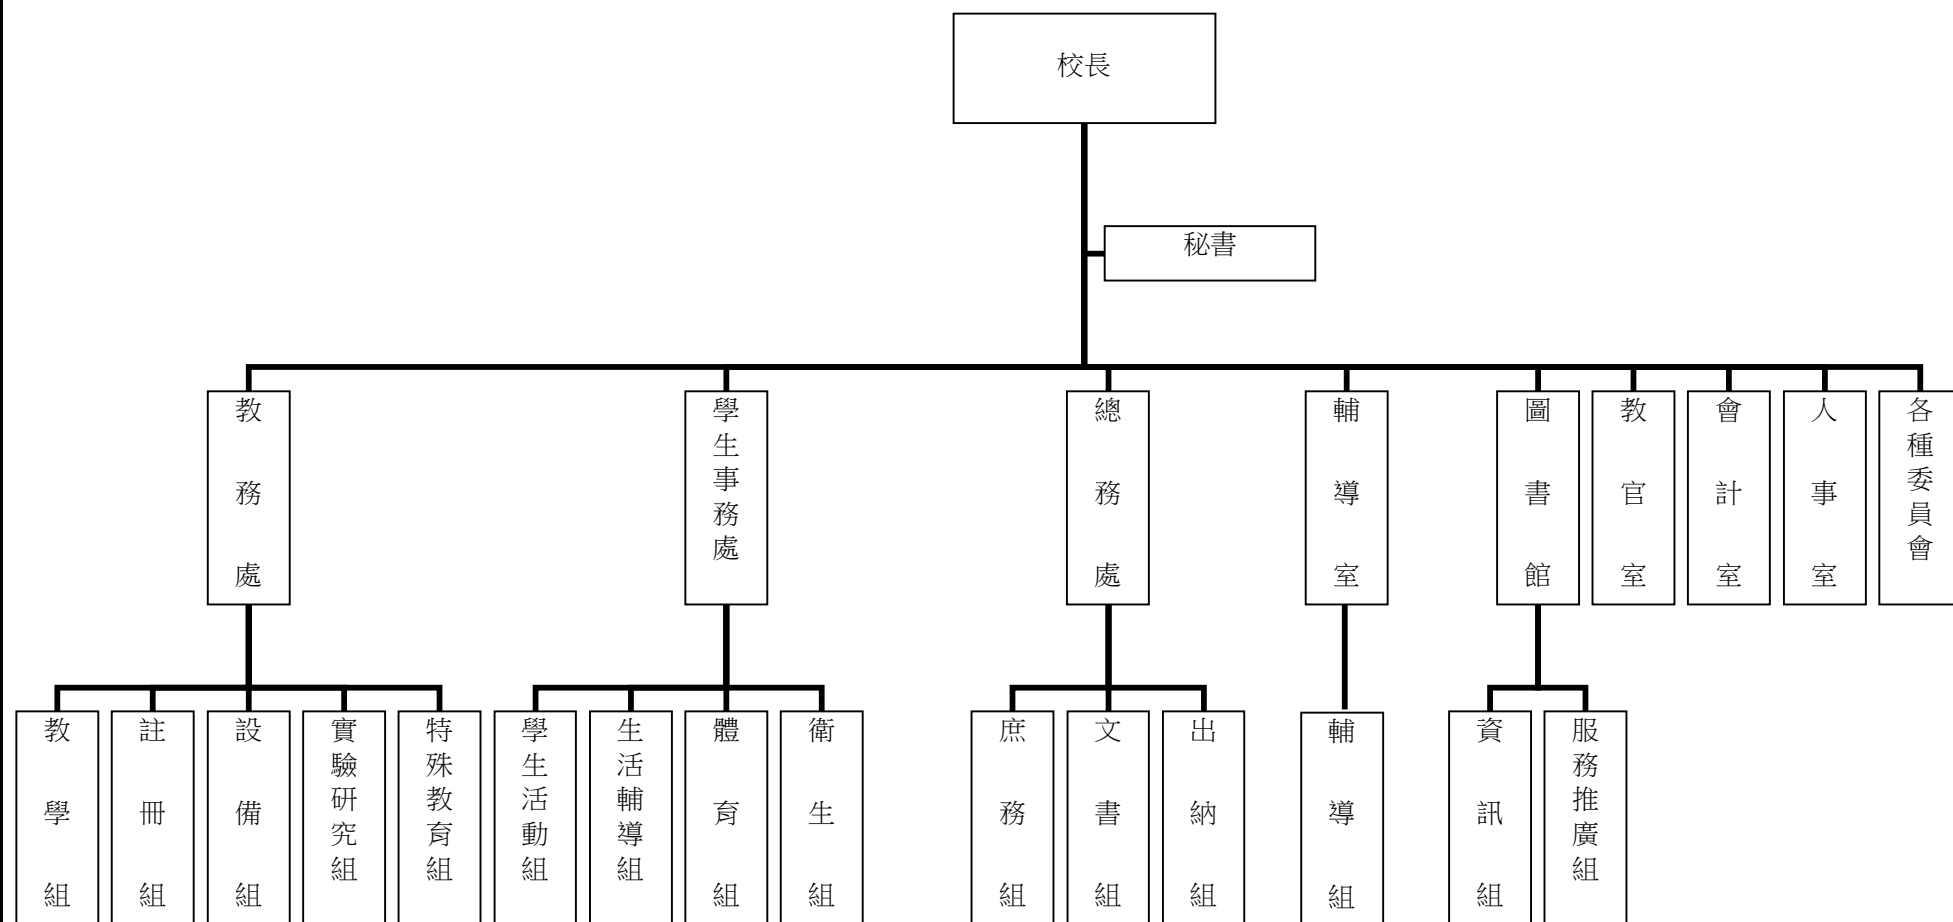 校長
秘書
教務處
學生事務處
總務處
輔導室
圖書館
教官室
會計室
人事室
各種委員會
教學組
註冊組
設備組
實驗研究組
特殊教育組
學生活動組
生活輔導組
體育組
衛生組
庶務組
文書組
出納組
輔導組
資訊組
服務推廣組